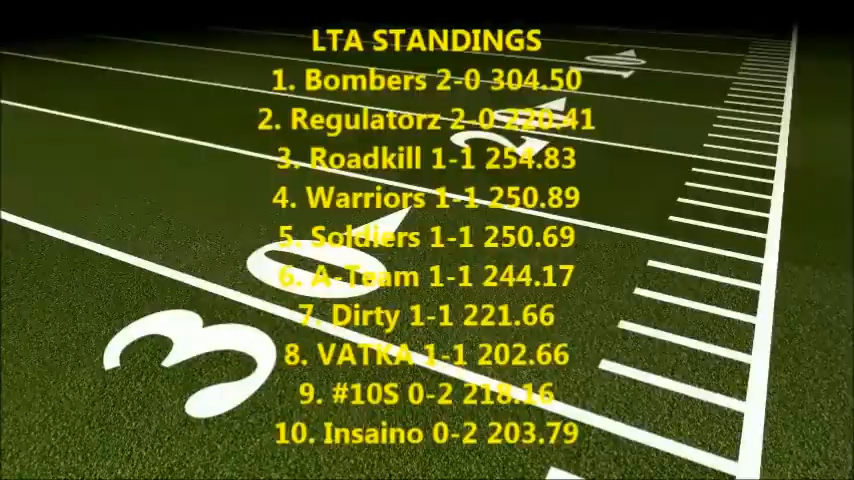 LTA STANDINGS
1. Bombers 2-0 304.50
2. Regulatorz 2-0 220.41
3. Roadkill 1-1 254.83
4. Warriors 1-1 250.89
5. Soldiers 1-1 250.69
6. A-Team 1-1 244.17
7. Dirty 1-1 221.66
8. VATKA 1-1 202.66
9. #10S 0-2 218.16
10. Insaino 0-2 203.79
10
20
30